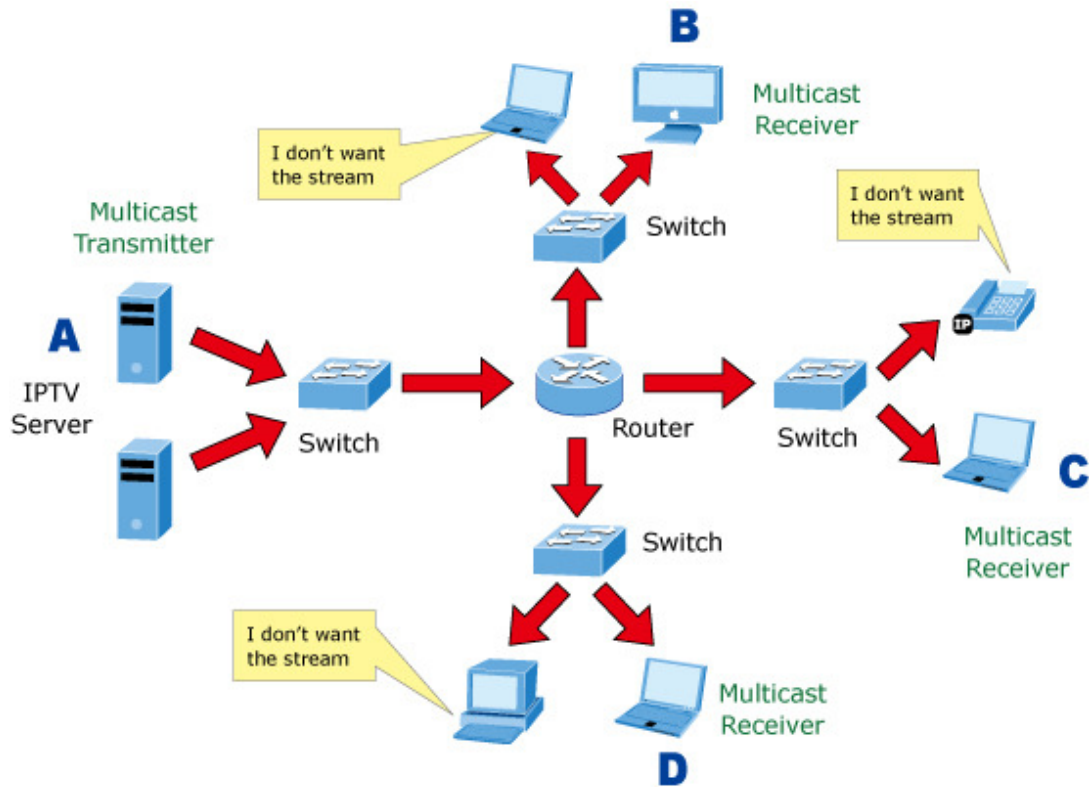 B
Multicast
Receiver
I don't want
the stream
Switch
I don't want
the stream
Multicast
Transmitter
A
IPTV
Server
Switch
Router
Switch
IP
C
Multicast
Receiver
Switch
I don't want
the stream
Multicast
Receiver
D